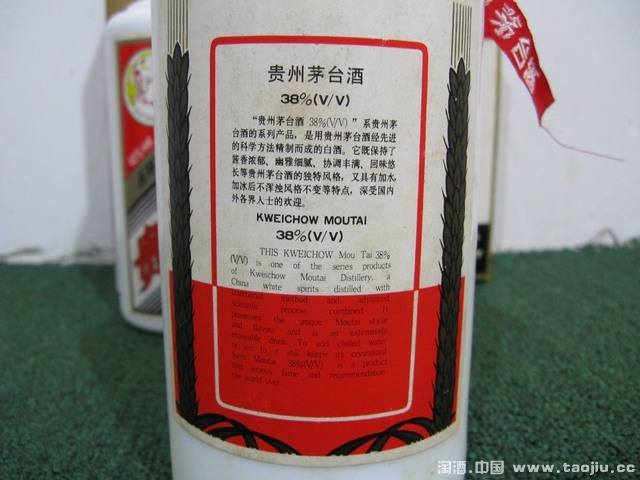 贵州茅台酒
38%(V/V)
“贵州茅台酒 38%(V/V)”系贵州茅
台酒的系列产品，是用贵州茅台酒经先进
的科学方法精制而成的白酒。它既保持了
酱香浓郁、幽雅细腻、协调丰满、回味悠
长等贵州茅台酒的独特风格，又具有加水、
加冰后不浑浊风格不变等特点，深受国内
外各界人士的欢迎。
KWEICHOW MOUTAI
38%(V/V)
THIS KWEICHOW Mou Tai 38%
(V/V) is one of the series products
of Kweichow Moutai Distillery, a
China white spirits distilled with
traditional method and advanced
scientific process combined. It
possesses the unique Moutai style
and flavour and is an extremely
enjoyable drink. To add chilled water
or ice to it still keeps its crystalized
form Moutai 38%(V/V) is a product
that enjoys fame and recommendation
the world over.
茅台
贵
淘酒.中国 www.taojiu.cc